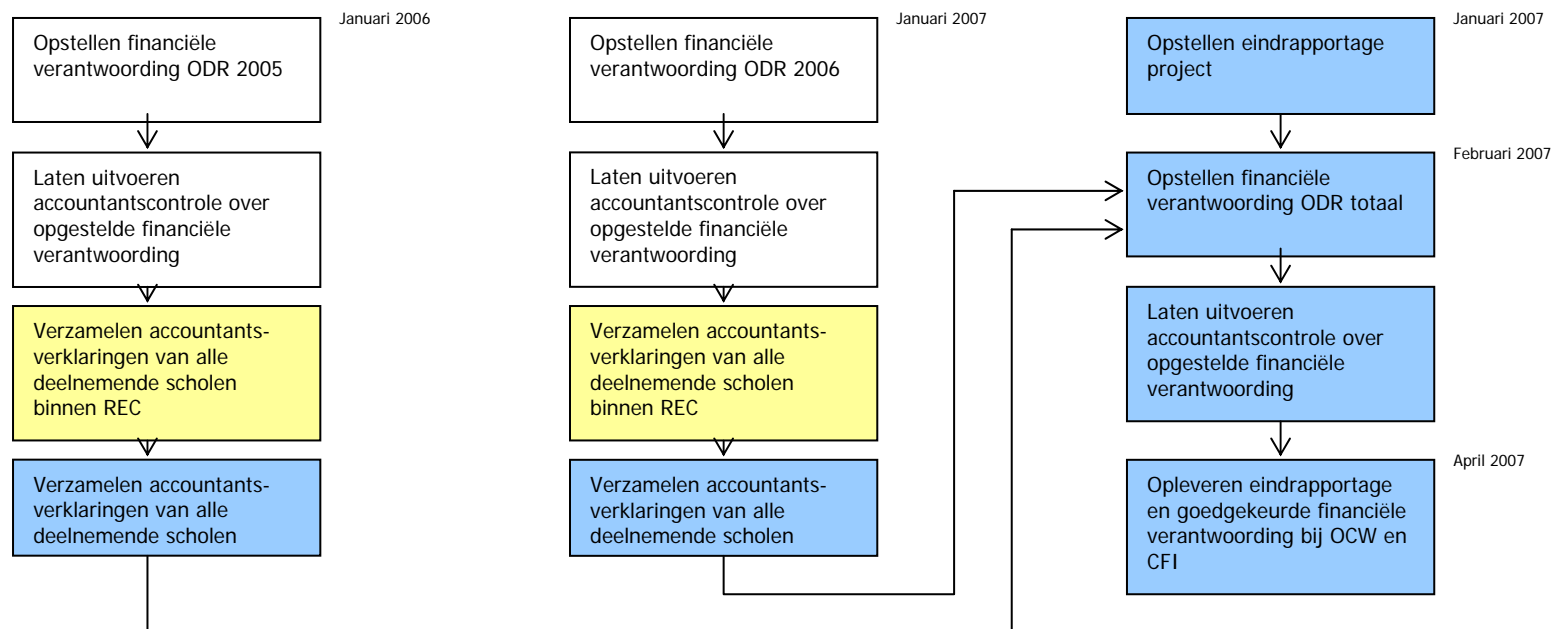 Januari 2006
Opstellen financiële
verantwoording ODR 2005
Laten uitvoeren
accountantscontrole over
opgestelde financiële
verantwoording
Verzamelen accountants-
verklaringen van alle
deelnemende scholen
binnen REC
Verzamelen accountants-
verklaringen van alle
deelnemende scholen
Januari 2007
Opstellen financiële
verantwoording ODR 2006
Laten uitvoeren
accountantscontrole over
opgestelde financiële
verantwoording
Verzamelen accountants-
verklaringen van alle
deelnemende scholen
binnen REC
Verzamelen accountants-
verklaringen van alle
deelnemende scholen
Januari 2007
Opstellen eindrapportage
project
Februari 2007
Opstellen financiële
verantwoording ODR totaal
Laten uitvoeren
accountantscontrole over
opgestelde financiële
verantwoording
April 2007
Opleveren eindrapportage
en goedgekeurde financiële
verantwoording bij OCW en
CFI